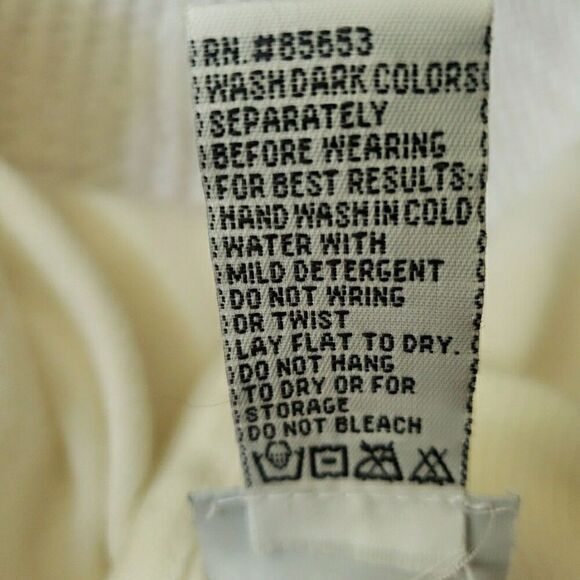 RN. #85653
WASH DARK COLORS
SEPARATELY
BEFORE WEARING
FOR BEST RESULTS:
HAND WASH IN COLD
WATER WITH
MILD DETERGENT
DO NOT WRING
OR TWIST
LAY FLAT TO DRY.
DO NOT HANG
TO DRY OR FOR
STORAGE
DO NOT BLEACH